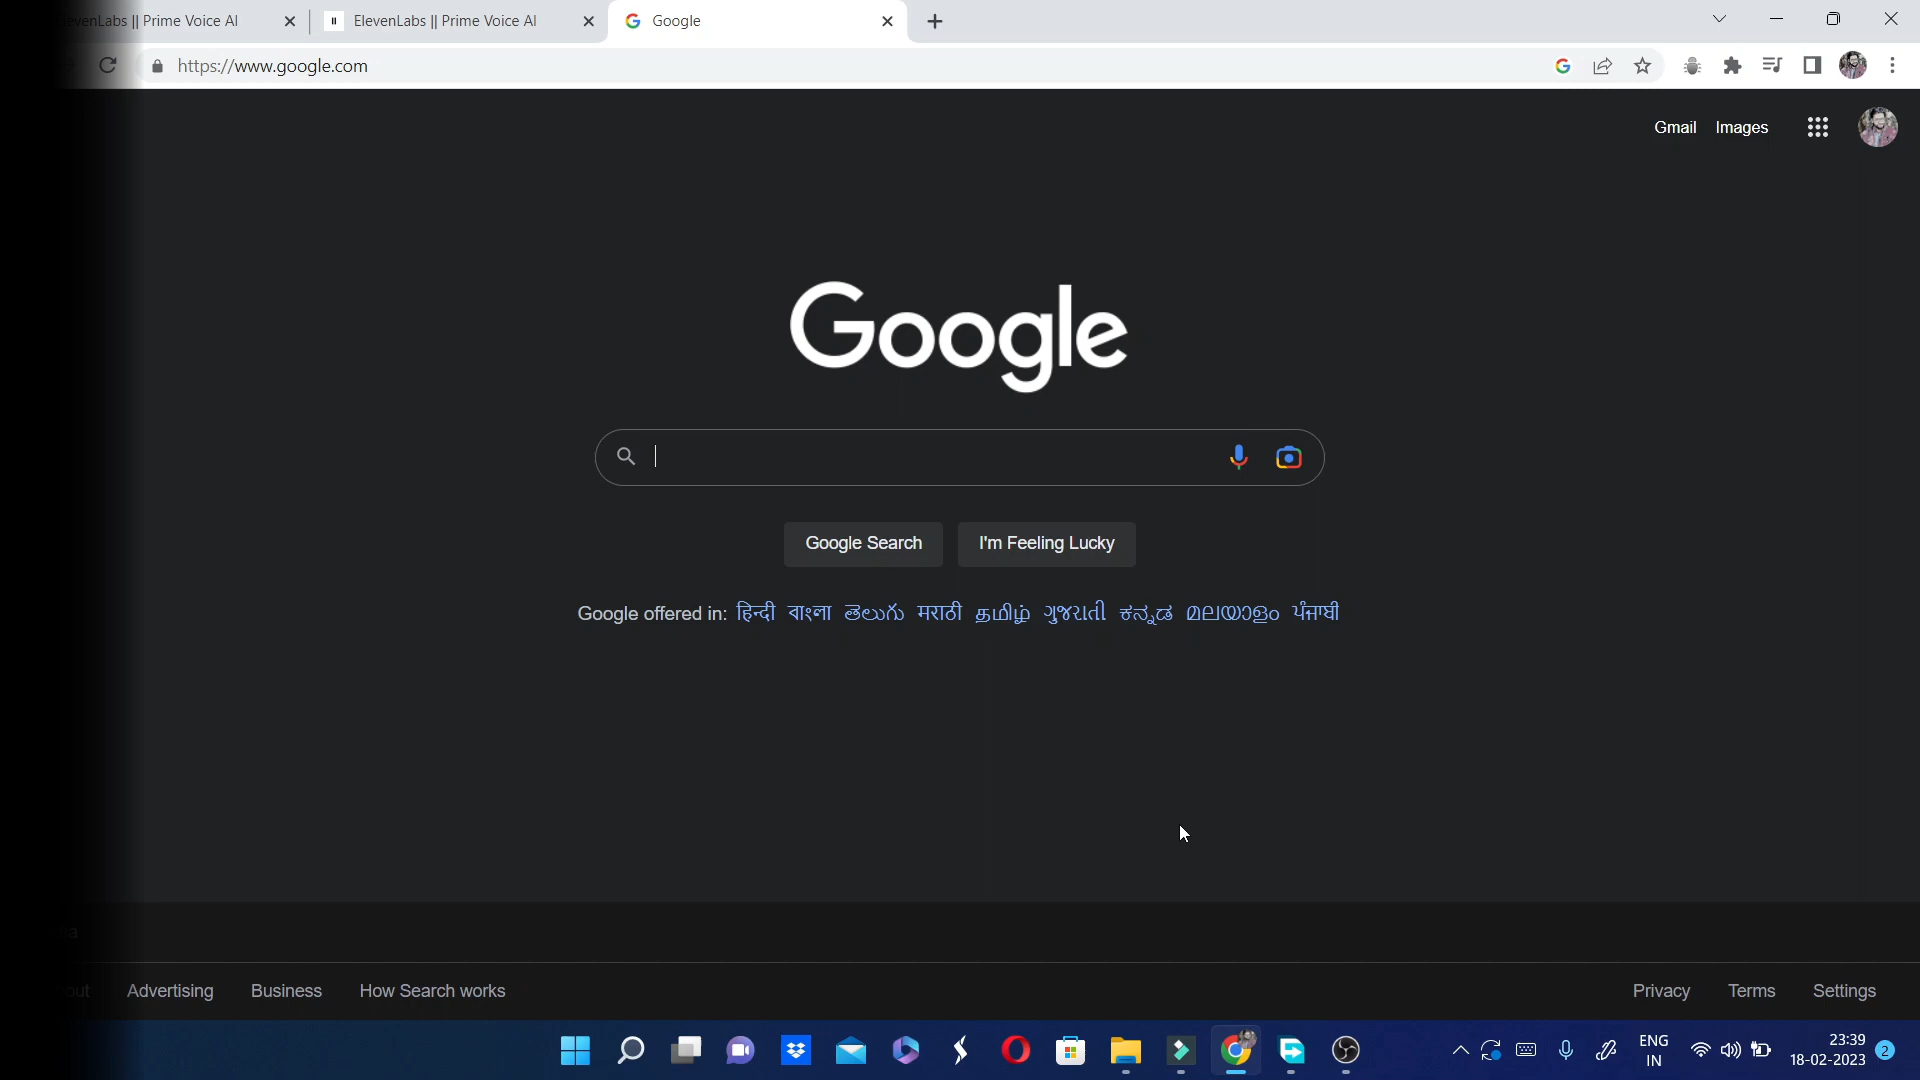 evenLabs || Prime Voice AI
ElevenLabs || Prime Voice AI
Google
https://www.google.com
Gmail Images
Google
Google Search
I'm Feeling Lucky
Google offered in: हिन्दी বাংলা తెలుగు मराठी தமிழ் ગુજરાતી ಕನ್ನಡ മലയാളം ਪੰਜਾਬੀ
Advertising Business How Search works
Privacy Terms Settings
ENG
IN
23:39
18-02-2023
2